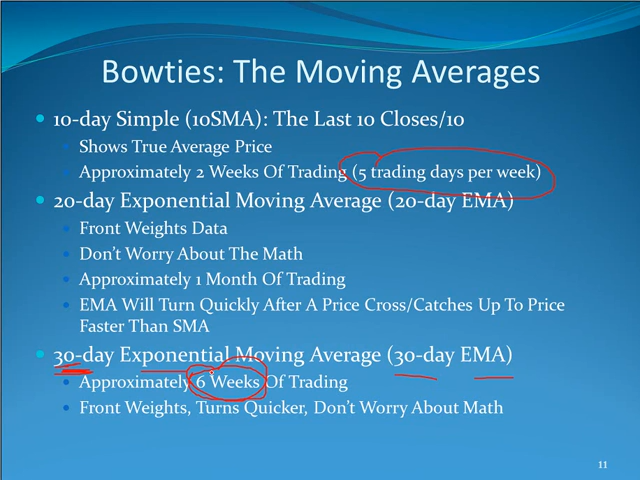 Bowties: The Moving Averages
10-day Simple (10SMA): The Last 10 Closes/10
Shows True Average Price
Approximately 2 Weeks Of Trading (5 trading days per week)
20-day Exponential Moving Average (20-day EMA)
Front Weights Data
Don't Worry About The Math
Approximately 1 Month Of Trading
EMA Will Turn Quickly After A Price Cross/Catches Up To Price
Faster Than SMA
30-day Exponential Moving Average (30-day EMA)
Approximately 6 Weeks Of Trading
Front Weights, Turns Quicker, Don't Worry About Math
11